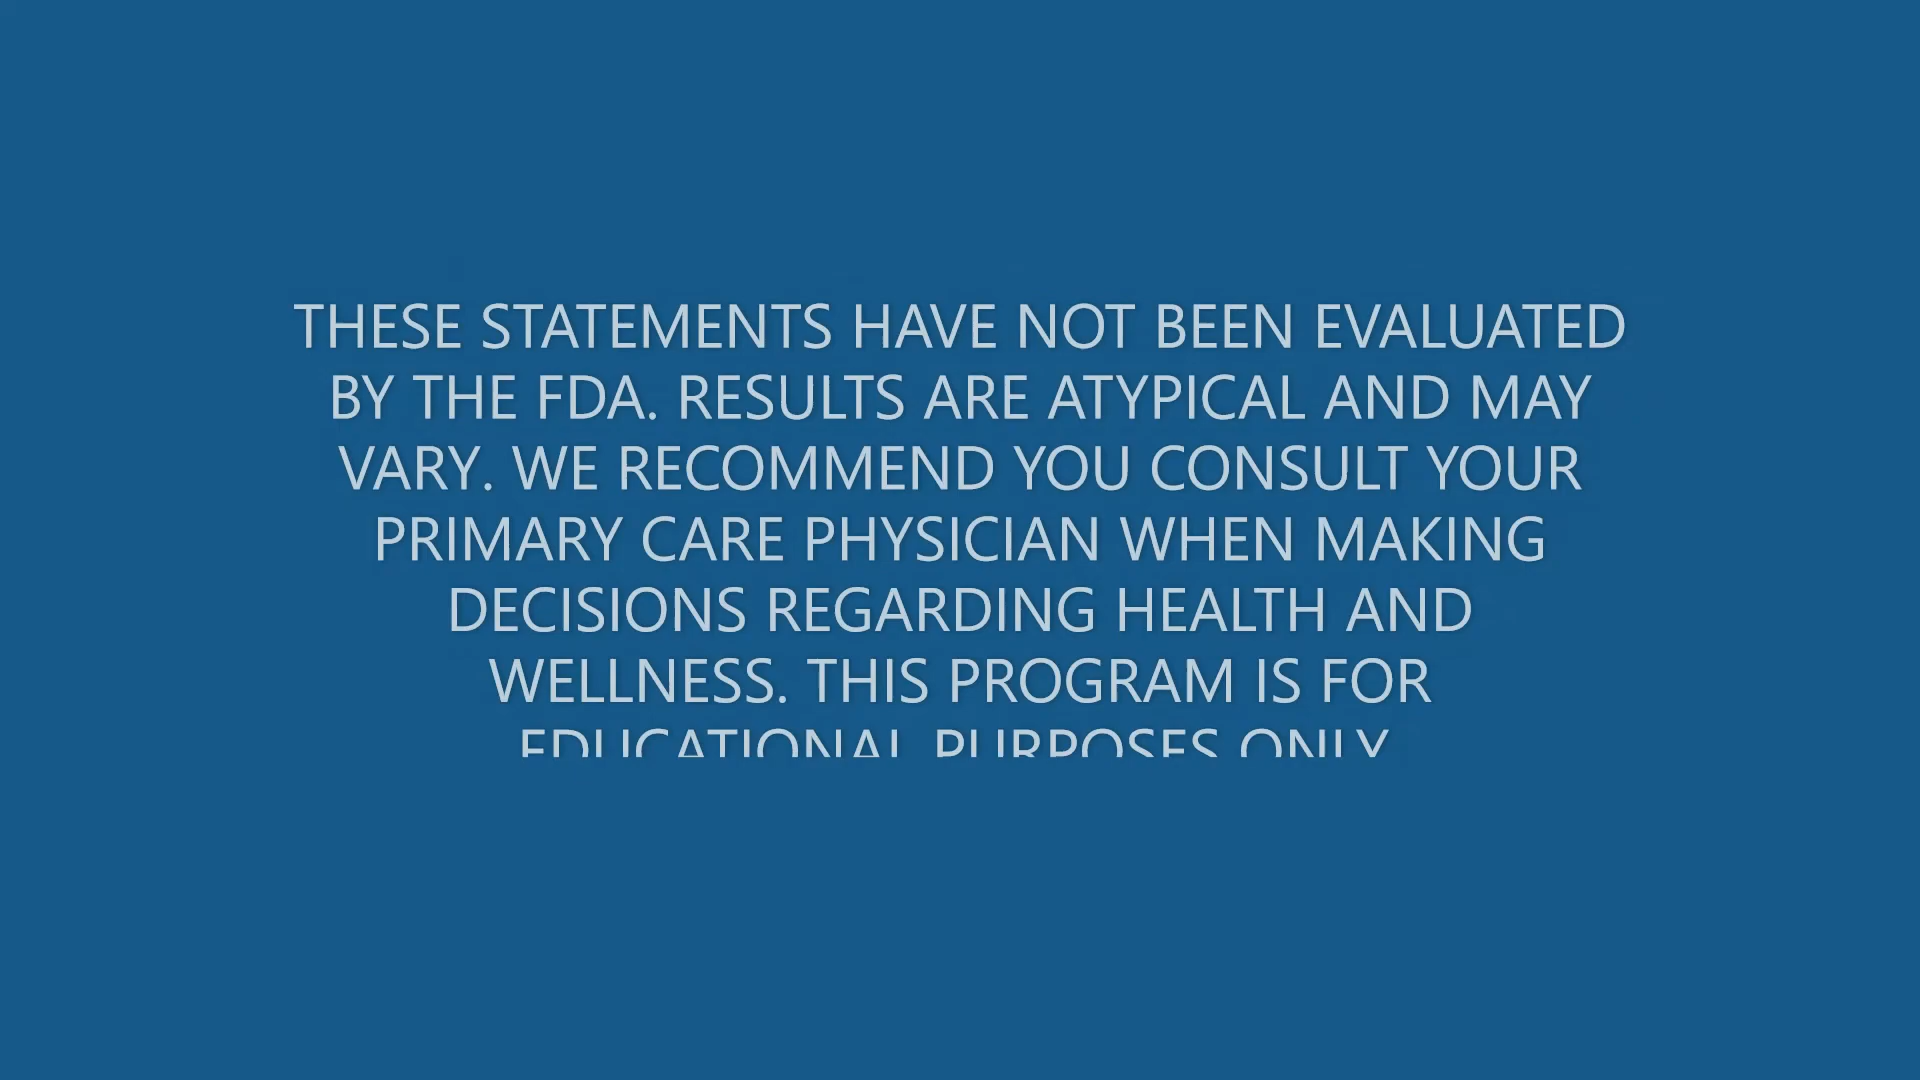 THESE STATEMENTS HAVE NOT BEEN EVALUATED
BY THE FDA. RESULTS ARE ATYPICAL AND MAY
VARY. WE RECOMMEND YOU CONSULT YOUR
PRIMARY CARE PHYSICIAN WHEN MAKING
DECISIONS REGARDING HEALTH AND
WELLNESS. THIS PROGRAM IS FOR
EDUCATIONAL PURPOSES ONLY